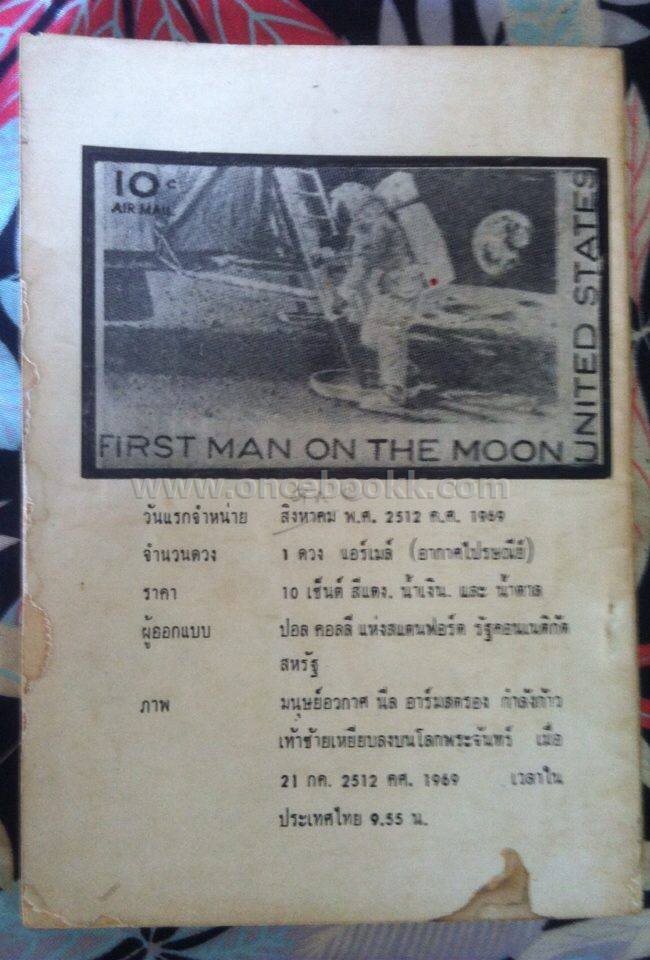 10 c
AIR MAIL
UNITED STATES
FIRST MAN ON THE MOON
www.oncebookk.com
วันแรกจำหน่าย สิงหาคม พ.ศ. 2512 ค.ศ. 1969
จำนวนดวง 1 ดวง แอร์เมล์ (อากาศไปรษณีย์)
ราคา 10 เซ็นต์ สีแดง. น้ำเงิน. และ น้ำตาล
ผู้ออกแบบ ปอล คอลลี แห่งสแตนฟอร์ด รัฐคอนเนติกัต
สหรัฐ
ภาพ มนุษย์อวกาศ นีล อาร์มสตรอง กำลังก้าว
เท้าซ้ายเหยียบลงบนโลกพระจันทร์ เมื่อ
21 กค. 2512 คศ. 1969 เวลาใน
ประเทศไทย 9.55 น.